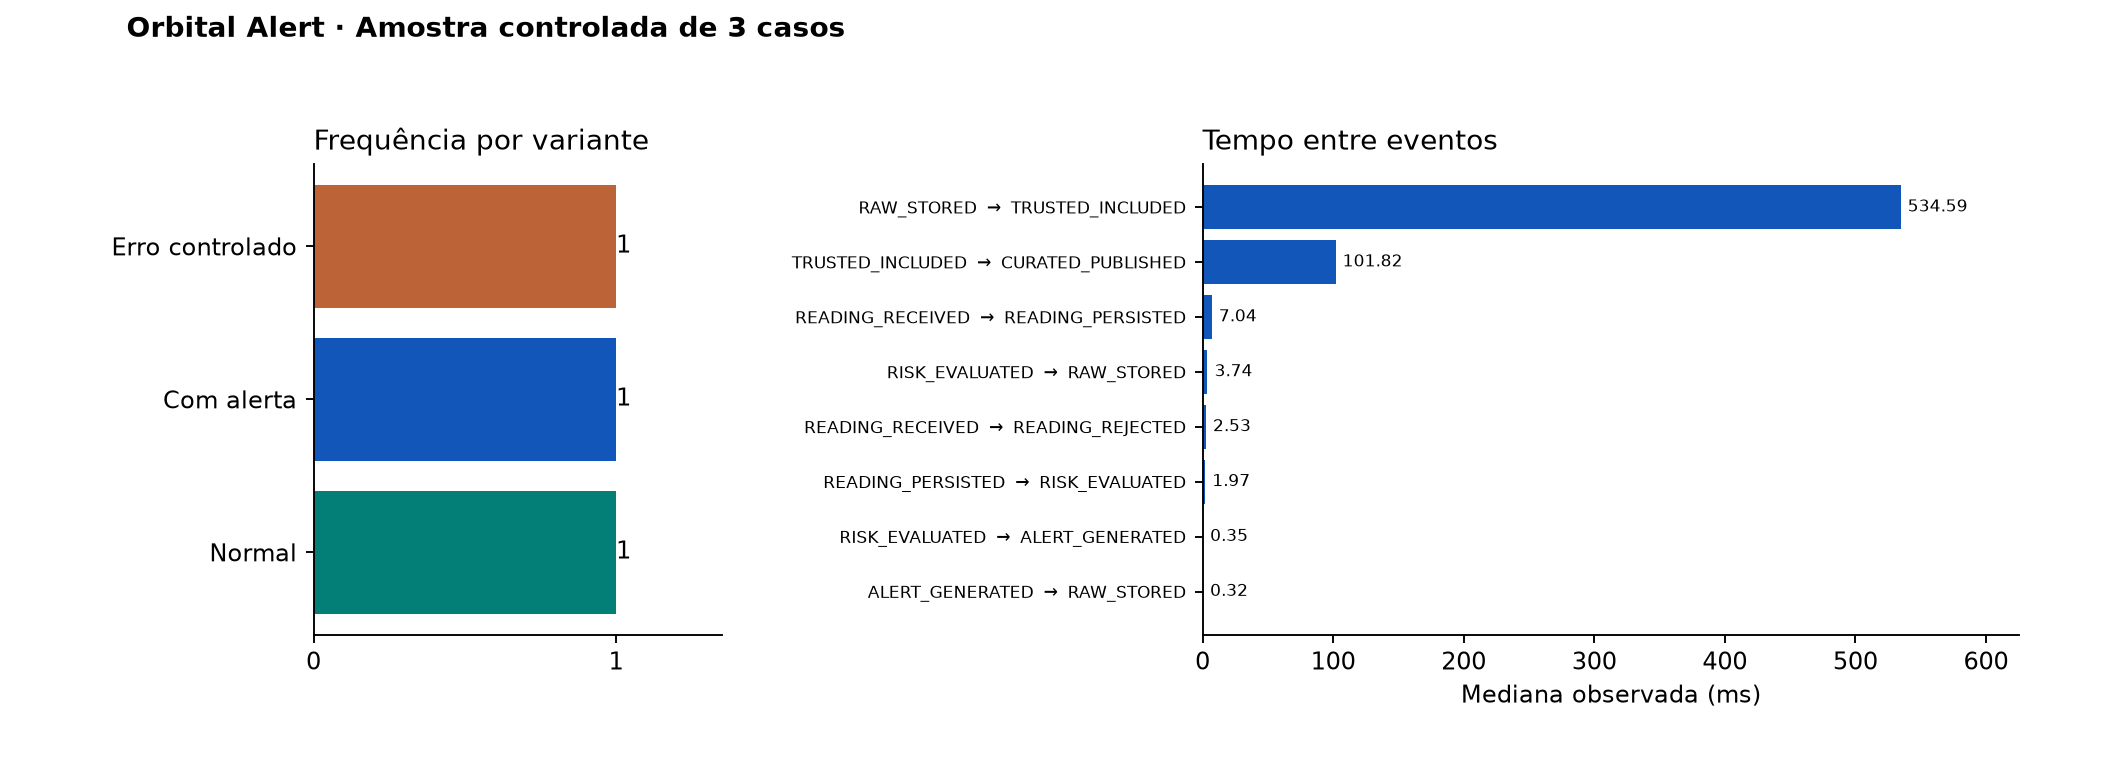 Orbital Alert · Amostra controlada de 3 casos
Frequência por variante
Erro controlado
1
Com alerta
1
Normal
1
0
1
Tempo entre eventos
RAW_STORED → TRUSTED_INCLUDED
534.59
TRUSTED_INCLUDED → CURATED_PUBLISHED
101.82
READING_RECEIVED → READING_PERSISTED
7.04
RISK_EVALUATED → RAW_STORED
3.74
READING_RECEIVED → READING_REJECTED
2.53
READING_PERSISTED → RISK_EVALUATED
1.97
RISK_EVALUATED → ALERT_GENERATED
0.35
ALERT_GENERATED → RAW_STORED
0.32
0
100
200
300
400
500
600
Mediana observada (ms)